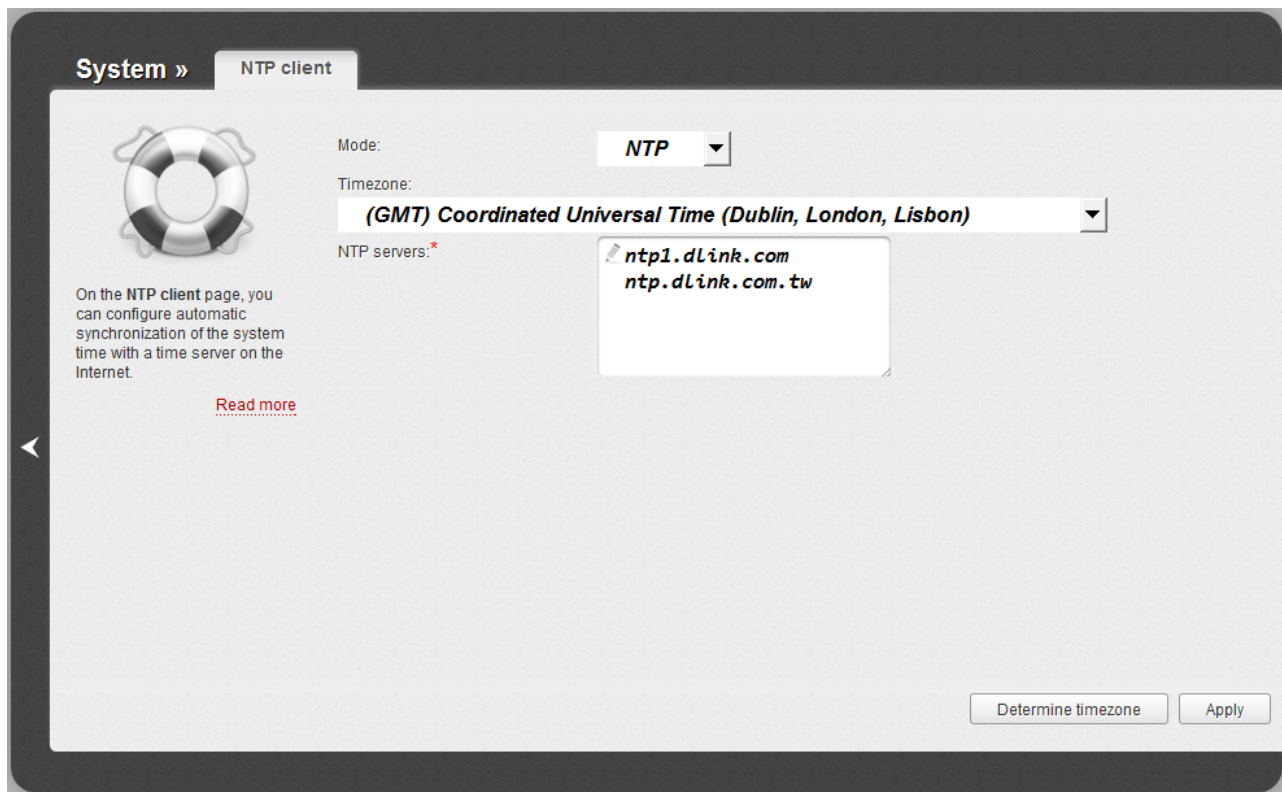 System »
NTP client
Mode:
NTP
Timezone:
(GMT) Coordinated Universal Time (Dublin, London, Lisbon)
NTP servers:*
ntp1.dlink.com
ntp.dlink.com.tw
On the NTP client page, you
can configure automatic
synchronization of the system
time with a time server on the
Internet.
Read more
Determine timezone
Apply